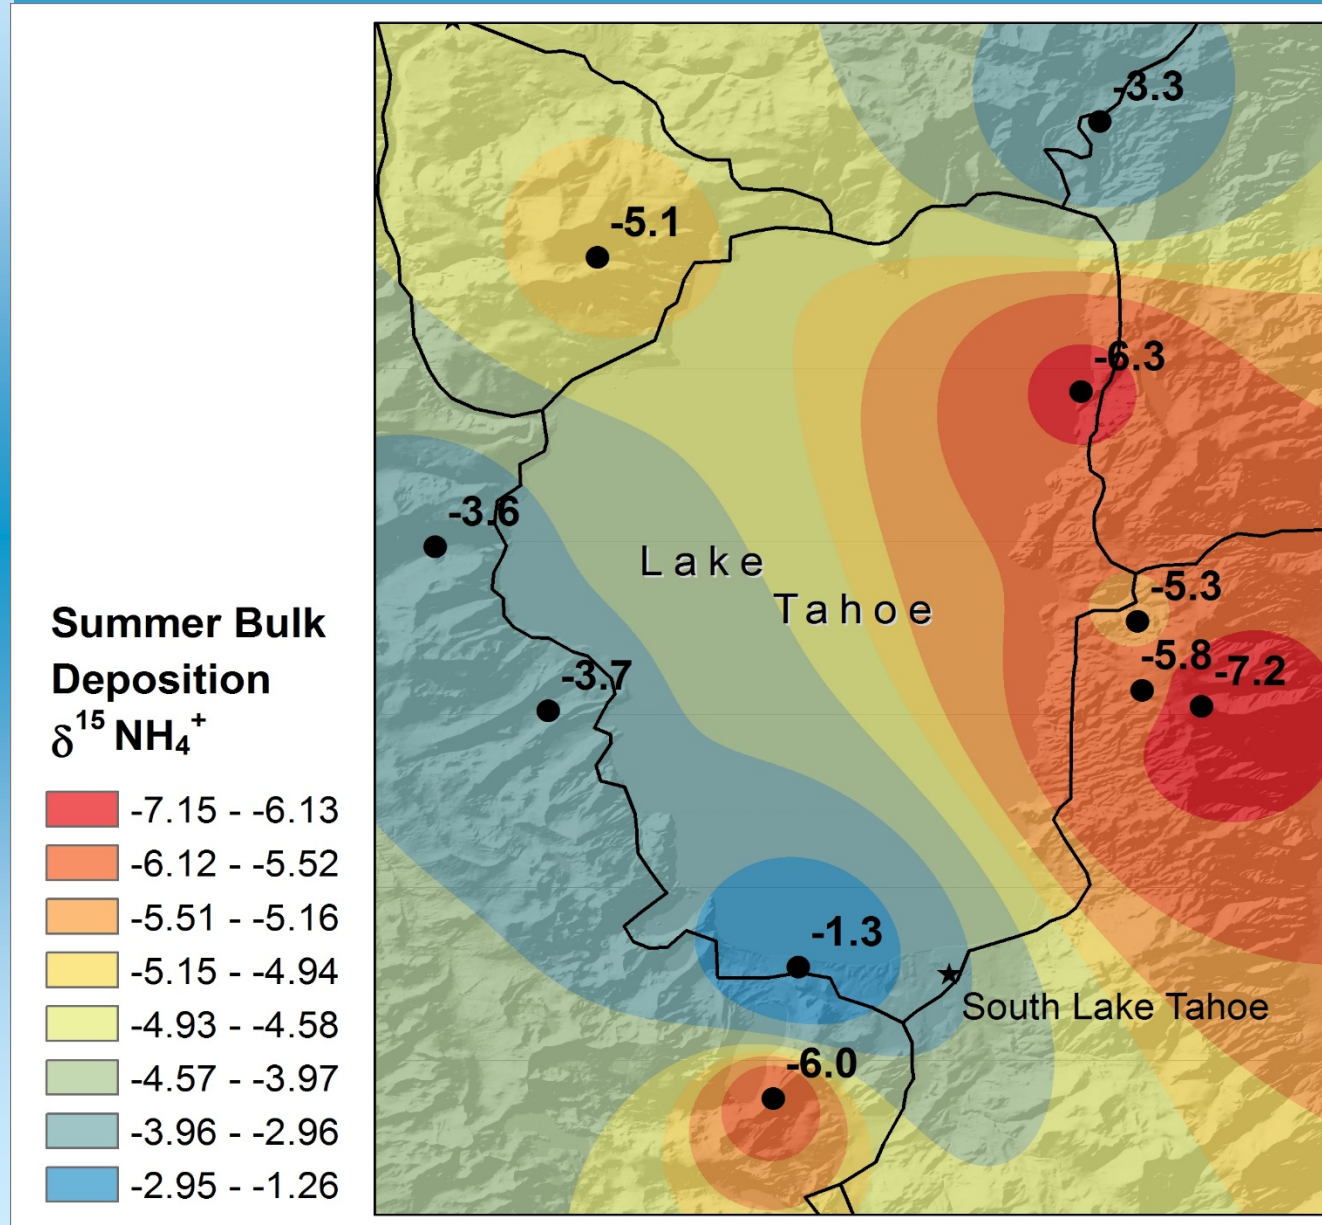 -3.3
-5.1
-6.3
-3.6
Lake
Tahoe
-5.3
-5.8
-7.2
-3.7
-1.3
South Lake Tahoe
-6.0
Summer Bulk
Deposition
δ¹⁵ NH₄⁺
-7.15 - -6.13
-6.12 - -5.52
-5.51 - -5.16
-5.15 - -4.94
-4.93 - -4.58
-4.57 - -3.97
-3.96 - -2.96
-2.95 - -1.26